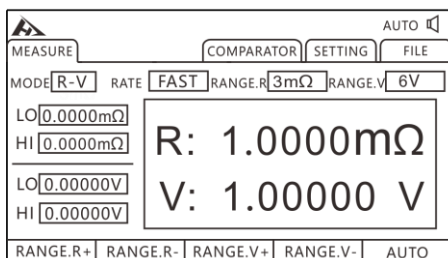 AUTO
MEASURE COMPARATOR SETTING FILE
MODE R-V RATE FAST RANGE.R 3mΩ RANGE.V 6V
LO 0.0000mΩ
HI 0.0000mΩ
R: 1.0000mΩ
LO 0.00000V
HI 0.00000V
V: 1.00000 V
RANGE.R+ RANGE.R- RANGE.V+ RANGE.V- AUTO